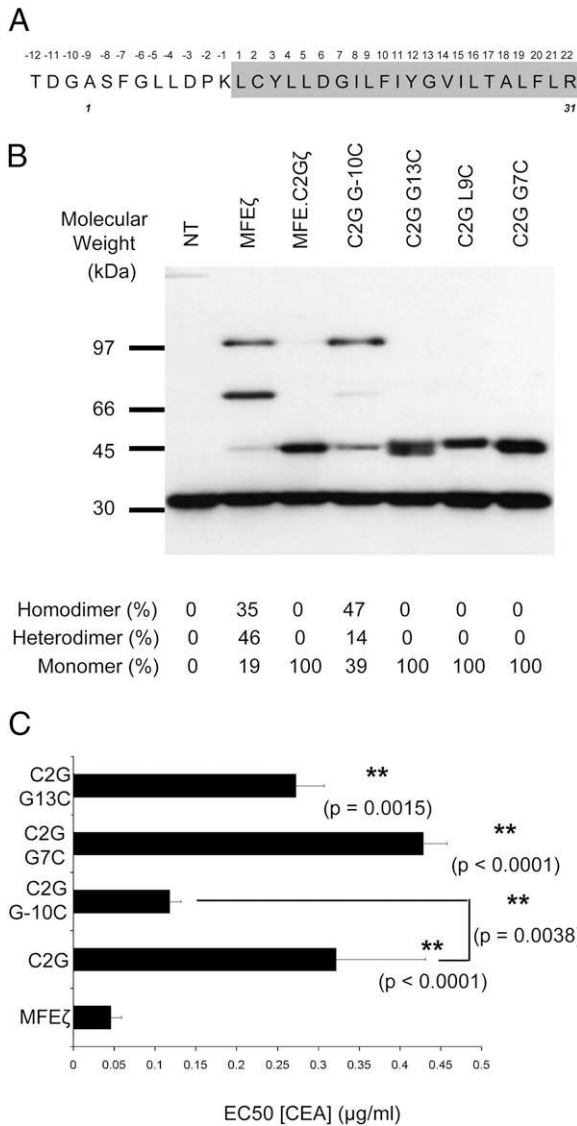 A
-12 -11 -10 -9 -8 -7 -6 -5 -4 -3 -2 -1 1 2 3 4 5 6 7 8 9 10 11 12 13 14 15 16 17 18 19 20 21 22
T D G A S F G L L D P K L C Y L L D G I L F I Y G V I L T A L F L R
1 31
B
Molecular Weight (kDa)
NT
MFEζ
MFE.C2Gζ
C2G G-10C
C2G G13C
C2G L9C
C2G G7C
97
66
45
30
Homodimer (%) 0 35 0 47 0 0 0
Heterodimer (%) 0 46 0 14 0 0 0
Monomer (%) 0 19 100 39 100 100 100
C
C2G G13C
**
(p = 0.0015)
C2G G7C
**
(p < 0.0001)
C2G G-10C
**
(p = 0.0038)
C2G
**
(p < 0.0001)
MFEζ
0 0.05 0.1 0.15 0.2 0.25 0.3 0.35 0.4 0.45 0.5
EC50 [CEA] (µg/ml)